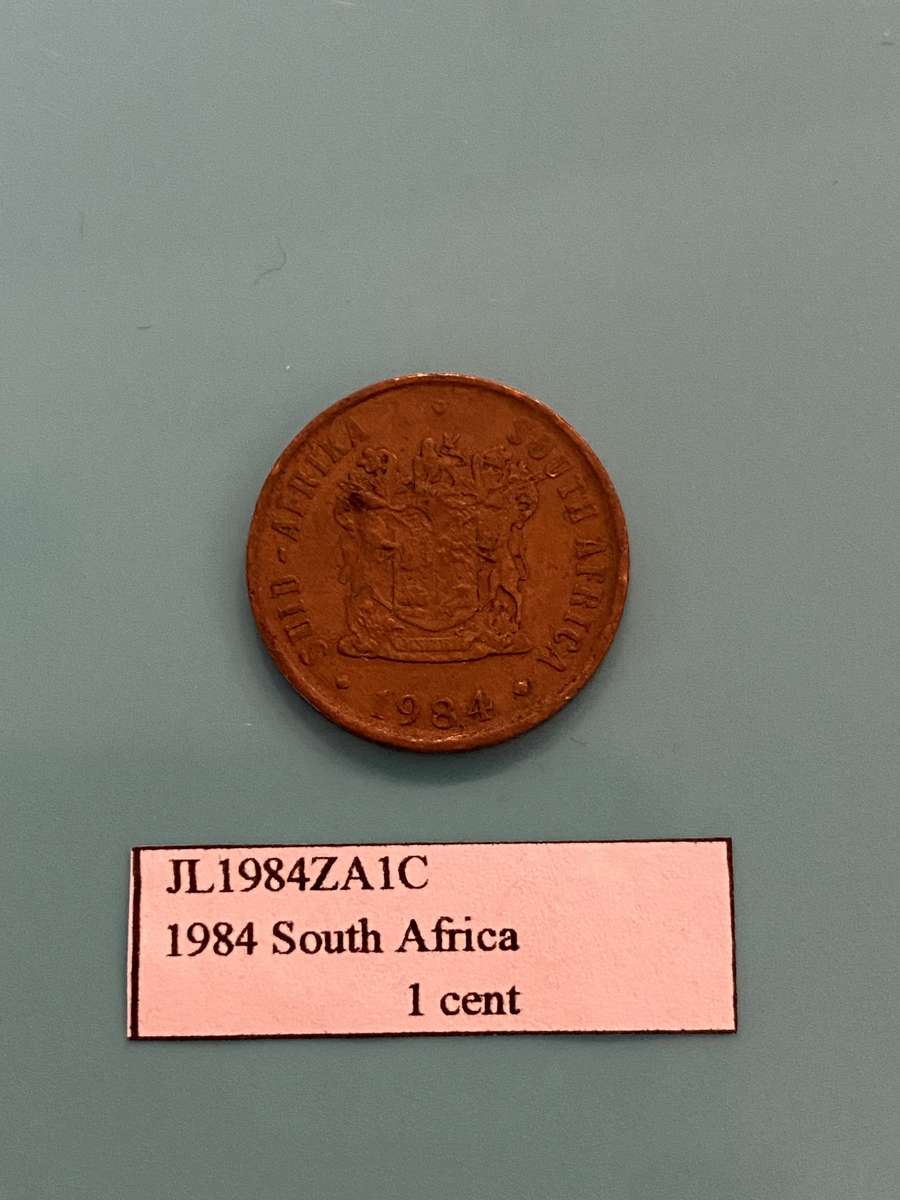 SUID-AFRIKA
SOUTH AFRICA
1984
JL1984ZA1C
1984 South Africa
1 cent